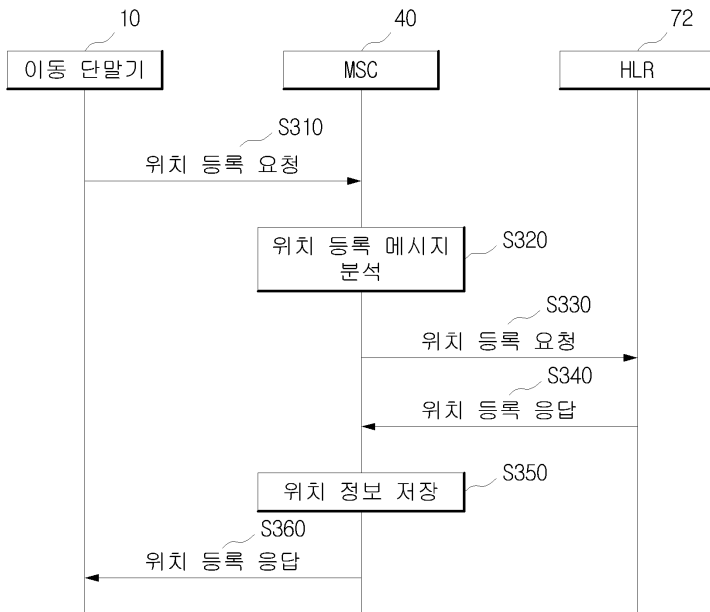 10
40
72
이동 단말기
MSC
HLR
S310
위치 등록 요청
위치 등록 메시지
분석
S320
S330
위치 등록 요청
S340
위치 등록 응답
위치 정보 저장
S350
S360
위치 등록 응답